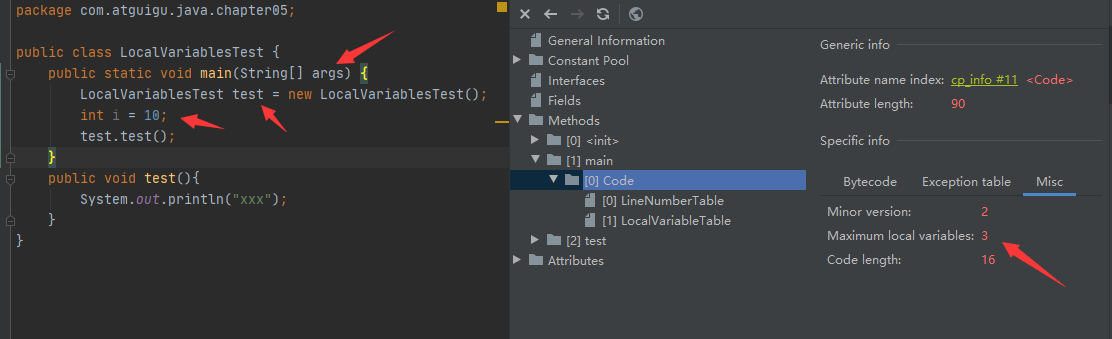 package com.atguigu.java.chapter05;
public class LocalVariablesTest {
public static void main(String[] args) {
LocalVariablesTest test = new LocalVariablesTest();
int i = 10;
test.test();
}
public void test(){
System.out.println("xxx");
}
}
General Information
Constant Pool
Interfaces
Fields
Methods
[0] <init>
[1] main
[0] Code
[0] LineNumberTable
[1] LocalVariableTable
[2] test
Attributes
Generic info
Attribute name index: cp_info #11 <Code>
Attribute length: 90
Specific info
Bytecode Exception table Misc
Minor version: 2
Maximum local variables: 3
Code length: 16